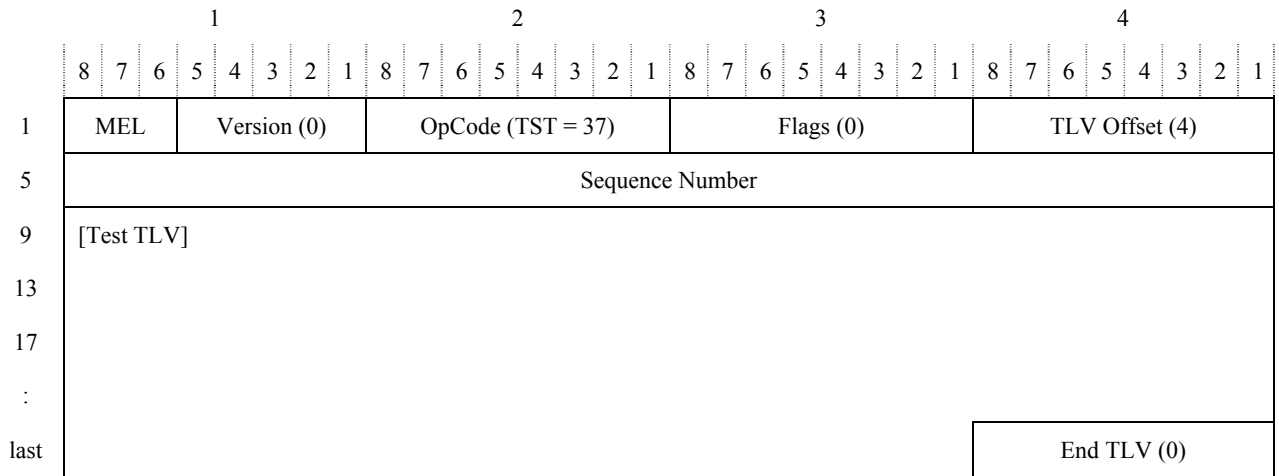 1 2 3 4
8 7 6 5 4 3 2 1 8 7 6 5 4 3 2 1 8 7 6 5 4 3 2 1 8 7 6 5 4 3 2 1
1 MEL Version (0) OpCode (TST = 37) Flags (0) TLV Offset (4)
5 Sequence Number
9 [Test TLV]
13
17
:
last End TLV (0)